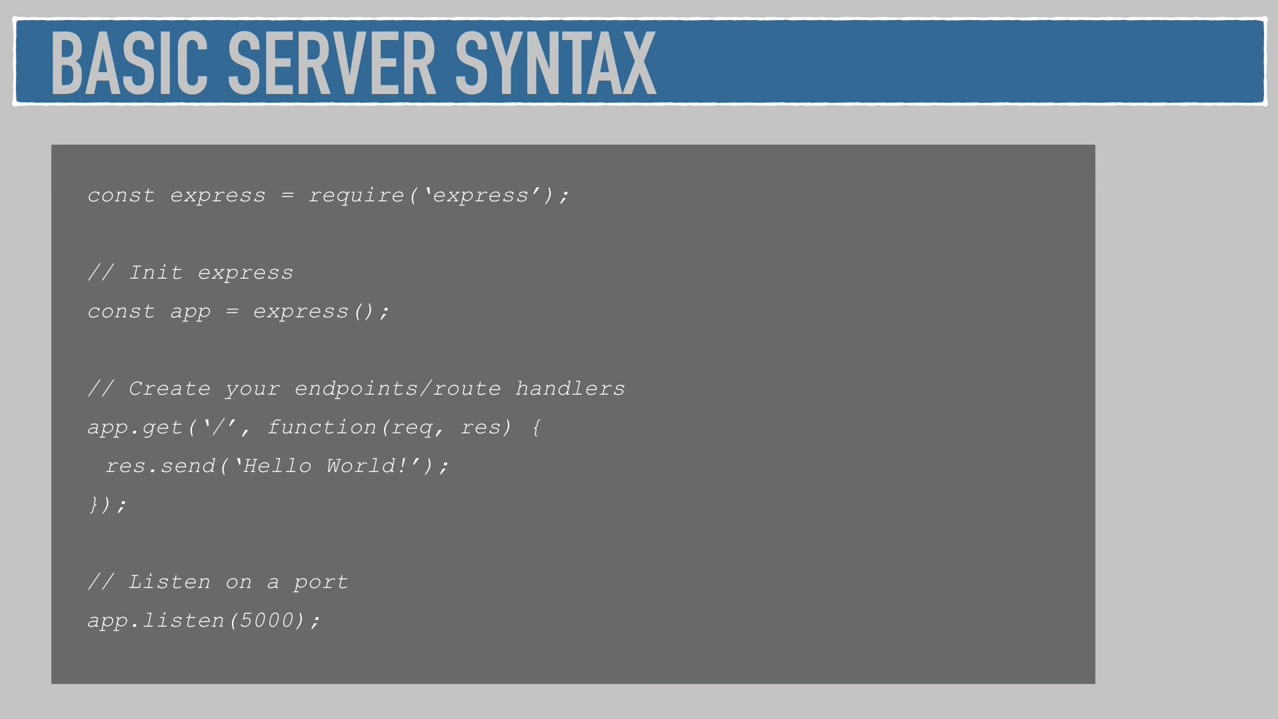 BASIC SERVER SYNTAX
const express = require(‘express’);
// Init express
const app = express();
// Create your endpoints/route handlers
app.get(‘/’, function(req, res) {
res.send(‘Hello World!’);
});
// Listen on a port
app.listen(5000);